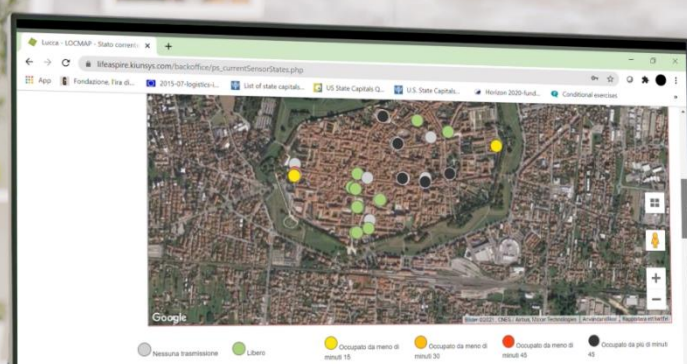 Lucca - LOCMAP - Stato corrent
lifeaspire.kiunsys.com/backoffice/ps_currentSensorStates.php
App Fondazione, l'ira di... 2015-07-logistics-i... List of state capitals... US State Capitals Q... U.S. State Capitals... Horizon 2020-fund... Conditional exercises
Google
Nessuna trasmissione Libero Occupato da meno di minuti 15 Occupato da meno di minuti 30 Occupato da meno di minuti 45 Occupato da più di minuti 45